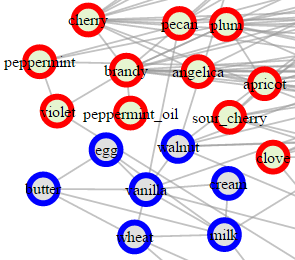 cherry
pecan
plum
peppermint
brandy
angelica
apricot
violet
peppermint_oil
sour_cherry
egg
walnut
clove
butter
vanilla
cream
wheat
milk